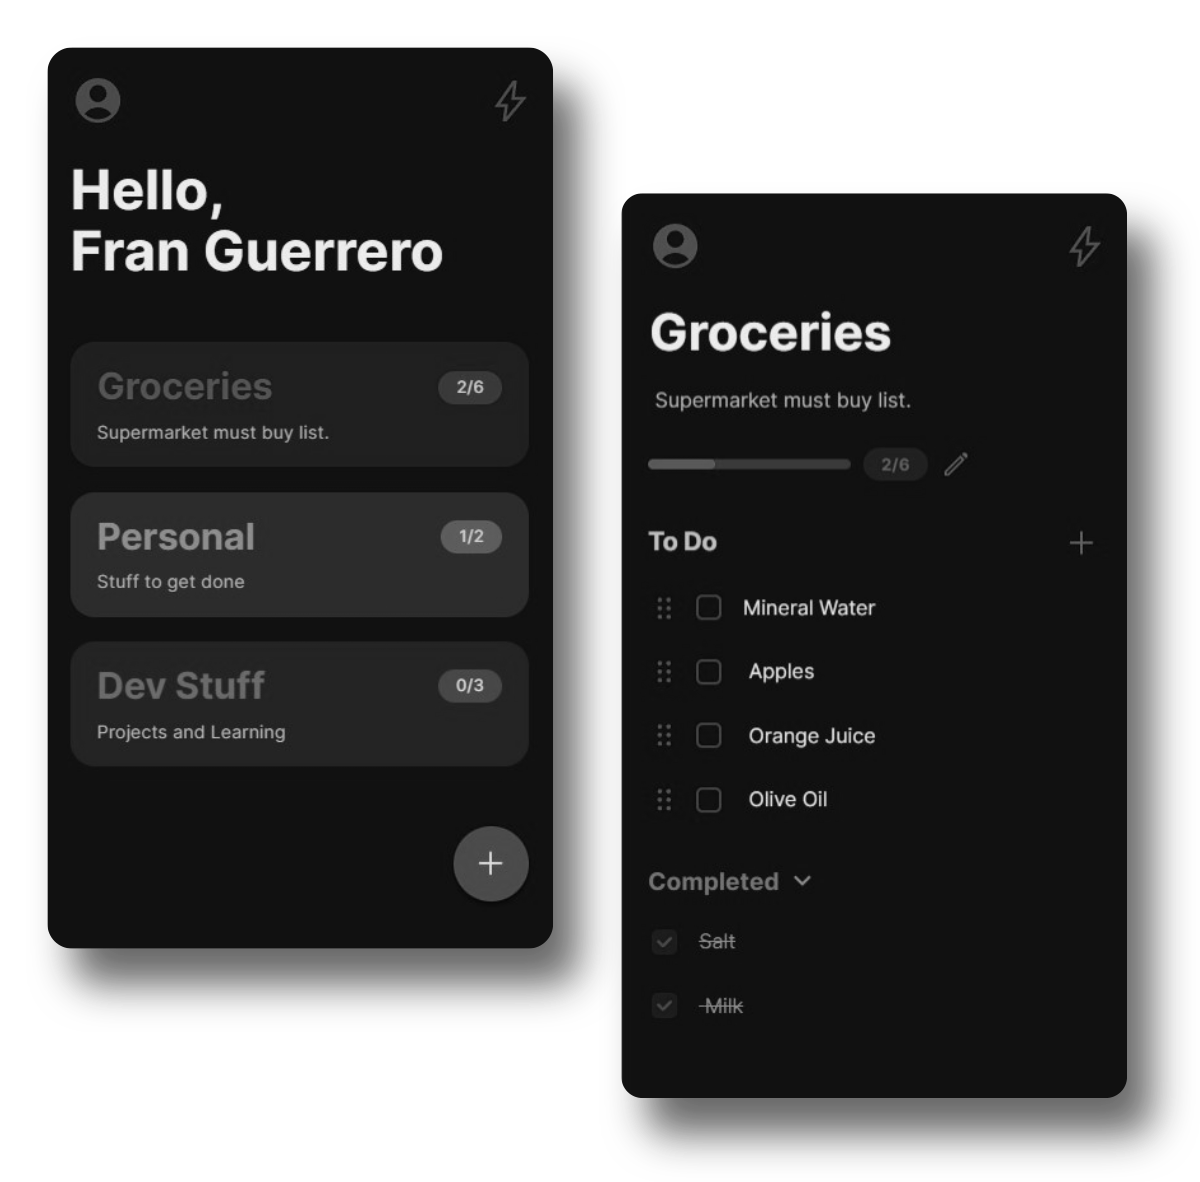 Hello,
Fran Guerrero
Groceries
2/6
Supermarket must buy list.
Personal
1/2
Stuff to get done
Dev Stuff
0/3
Projects and Learning
Groceries
Supermarket must buy list.
2/6
To Do
Mineral Water
Apples
Orange Juice
Olive Oil
Completed
Salt
Milk